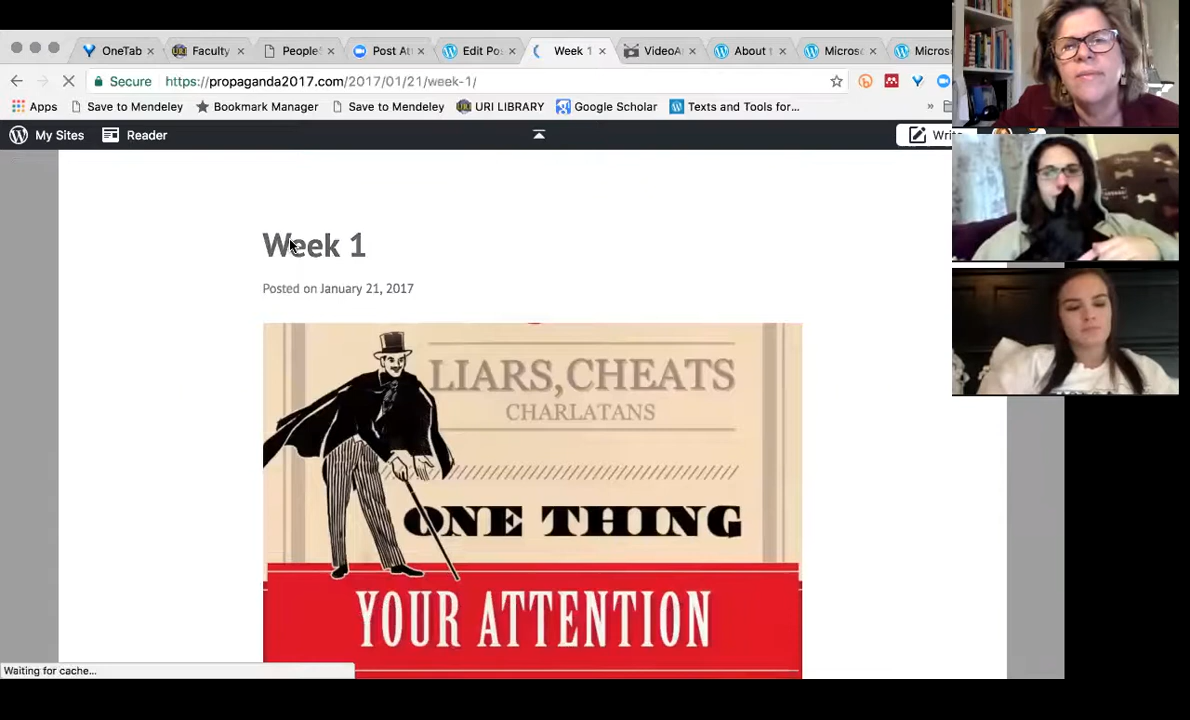 OneTab
Faculty
People
Post At
Edit Pos
Week 1
VideoA
About t
Micros
Micros
Secure https://propaganda2017.com/2017/01/21/week-1/
Apps Save to Mendeley Bookmark Manager Save to Mendeley URI LIBRARY Google Scholar Texts and Tools for... »
My Sites Reader Writ
Week 1
Posted on January 21, 2017
LIARS, CHEATS
CHARLATANS
ONE THING
YOUR ATTENTION
Waiting for cache...